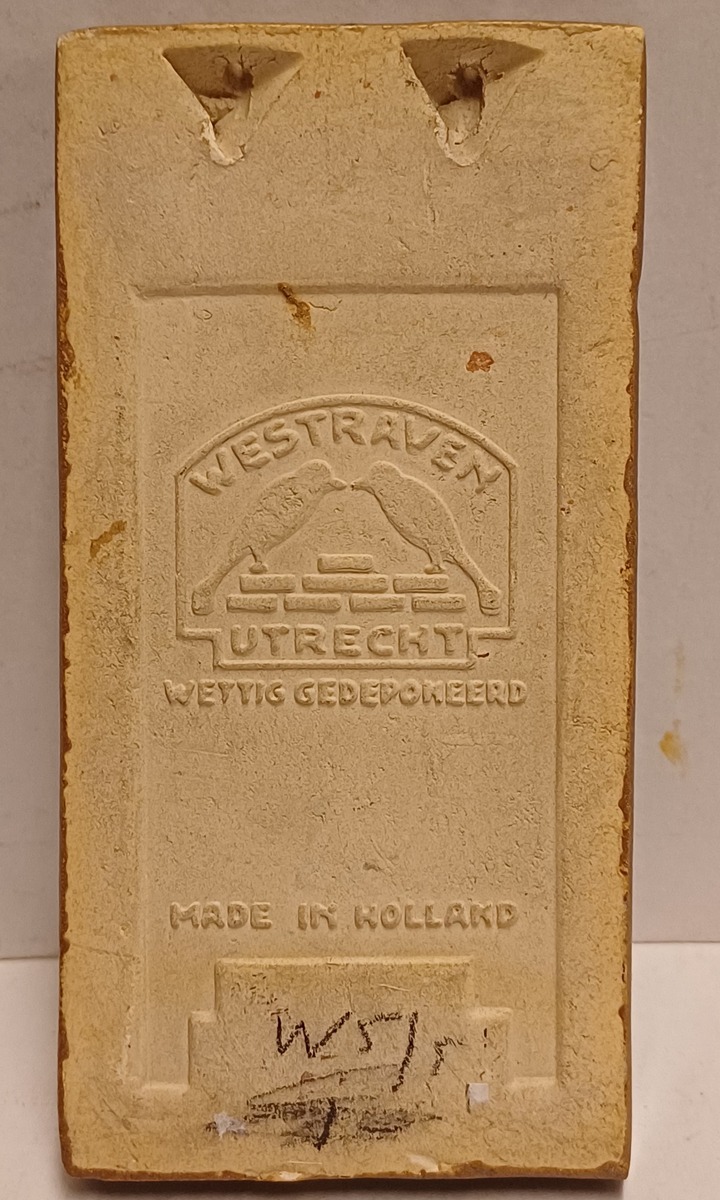 WESTRAVEN
UTRECHT
WETTIG GEDEPONEERD
MADE IN HOLLAND